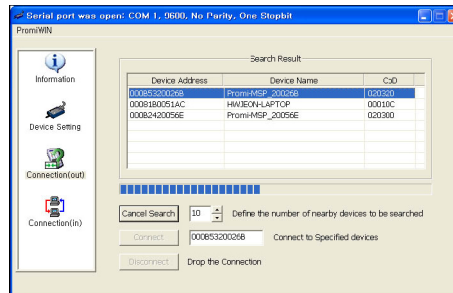 Serial port was open: COM 1, 9600, No Parity, One Stopbit
PromiWIN
Information
Device Setting
Connection(out)
Connection(in)
Search Result
Device Address Device Name CoD
000B5320026B Promi-MSP_20026B 020320
00081B0051AC HWJEON-LAPTOP 00010C
000B2420056E Promi-MSP_20056E 020300
Cancel Search 10 Define the number of nearby devices to be searched
Connect 000B5320026B Connect to Specified devices
Disconnect Drop the Connection